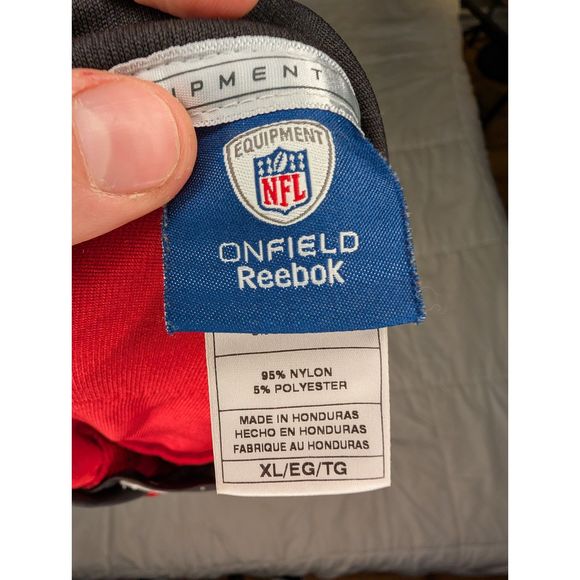 IPMENT
EQUIPMENT
NFL
ONFIELD
Reebok
95% NYLON
5% POLYESTER
MADE IN HONDURAS
HECHO EN HONDURAS
FABRIQUE AU HONDURAS
XL/EG/TG